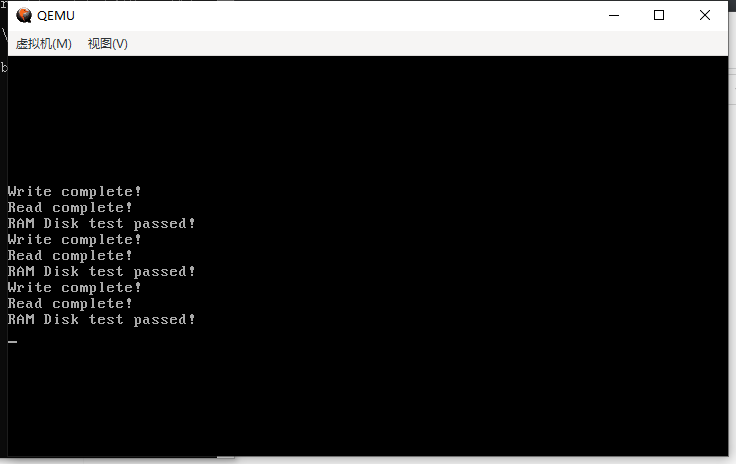 QEMU
虚拟机(M) 视图(V)
Write complete!
Read complete!
RAM Disk test passed!
Write complete!
Read complete!
RAM Disk test passed!
Write complete!
Read complete!
RAM Disk test passed!